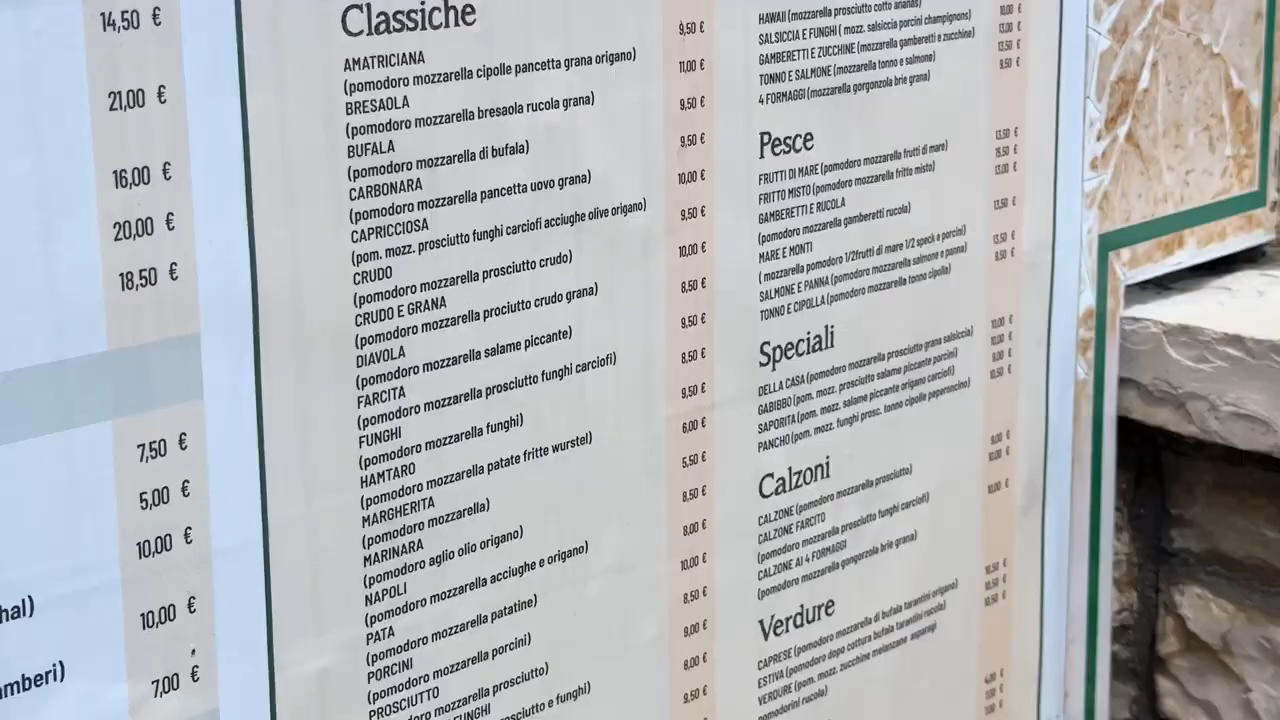 14,50 €
21,00 €
16,00 €
20,00 €
18,50 €
7,50 €
5,00 €
10,00 €
10,00 €
7,00 €
hal)
amberi)
Classiche
AMATRICIANA 9,50 €
(pomodoro mozzarella cipolle pancetta grana origano)
BRESAOLA 11,00 €
(pomodoro mozzarella bresaola rucola grana)
BUFALA 9,50 €
(pomodoro mozzarella di bufala)
CARBONARA 9,50 €
(pomodoro mozzarella pancetta uovo grana)
CAPRICCIOSA 10,00 €
(pom. mozz. prosciutto funghi carciofi acciughe olive origano)
CRUDO 9,50 €
(pomodoro mozzarella prosciutto crudo)
CRUDO E GRANA 10,00 €
(pomodoro mozzarella prociutto crudo grana)
DIAVOLA 8,50 €
(pomodoro mozzarella salame piccante)
FARCITA 9,50 €
(pomodoro mozzarella prosciutto funghi carciofi)
FUNGHI 8,50 €
(pomodoro mozzarella funghi)
HAMTARO 9,50 €
(pomodoro mozzarella patate fritte wurstel)
MARGHERITA 6,00 €
(pomodoro mozzarella)
MARINARA 5,50 €
(pomodoro aglio olio origano)
NAPOLI 8,50 €
(pomodoro mozzarella acciughe e origano)
PATA 8,00 €
(pomodoro mozzarella patatine)
PORCINI 10,00 €
(pomodoro mozzarella porcini)
PROSCIUTTO 8,50 €
mozzarella prosciutto)
FUNGHI 9,00 €
sciutto e funghi)
8,00 €
9,50 €
HAWAII (mozzarella prosciutto cotto ananas)
SALSICCIA E FUNGHI ( mozz. salsiccia porcini champignons) 10,00 €
GAMBERETTI E ZUCCHINE (mozzarella gamberetti e zucchine) 13,00 €
TONNO E SALMONE (mozzarella tonno e salmone) 13,50 €
4 FORMAGGI (mozzarella gorgonzola brie grana) 9,50 €
Pesce
FRUTTI DI MARE (pomodoro mozzarella frutti di mare) 13,50 €
FRITTO MISTO (pomodoro mozzarella fritto misto) 15,50 €
GAMBERETTI E RUCOLA 13,00 €
(pomodoro mozzarella gamberetti rucola)
MARE E MONTI 13,50 €
( mozzarella pomodoro 1/2frutti di mare 1/2 speck e porcini)
SALMONE E PANNA (pomodoro mozzarella salmone e panna) 13,50 €
TONNO E CIPOLLA (pomodoro mozzarella tonno cipolla) 9,50 €
Speciali
DELLA CASA (pomodoro mozzarella prosciutto grana salsiccia) 10,00 €
GABIBBO (pom. mozz. prosciutto salame piccante porcini) 10,00 €
SAPORITA (pom. mozz. salame piccante origano carciofi) 9,00 €
PANCHO (pom. mozz. funghi prosc. tonno cipolle peperoncino) 10,50 €
Calzoni
CALZONE (pomodoro mozzarella prosciutto) 9,00 €
CALZONE FARCITO 10,00 €
(pomodoro mozzarella prosciutto funghi carciofi)
CALZONE AI 4 FORMAGGI 10,00 €
(pomodoro mozzarella gongorzola brie grana)
Verdure
CAPRESE (pomodoro mozzarella di bufala tarantini origano) 10,50 €
ESTIVA (pomodoro dopo cottura bufala tarantini rucola) 10,50 €
VERDURE (pom. mozz. zucchine melanzane asparagi 10,50 €
pomodorini rucola)